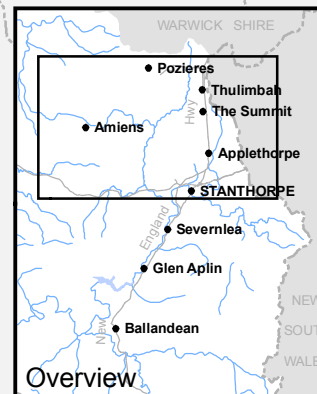 WARWICK SHIRE
Pozieres
Thulimbah
Hwy
The Summit
Amiens
Applethorpe
STANTHORPE
England
Severnlea
Glen Aplin
NEW
SOUT
WALE
New
Ballandean
Overview